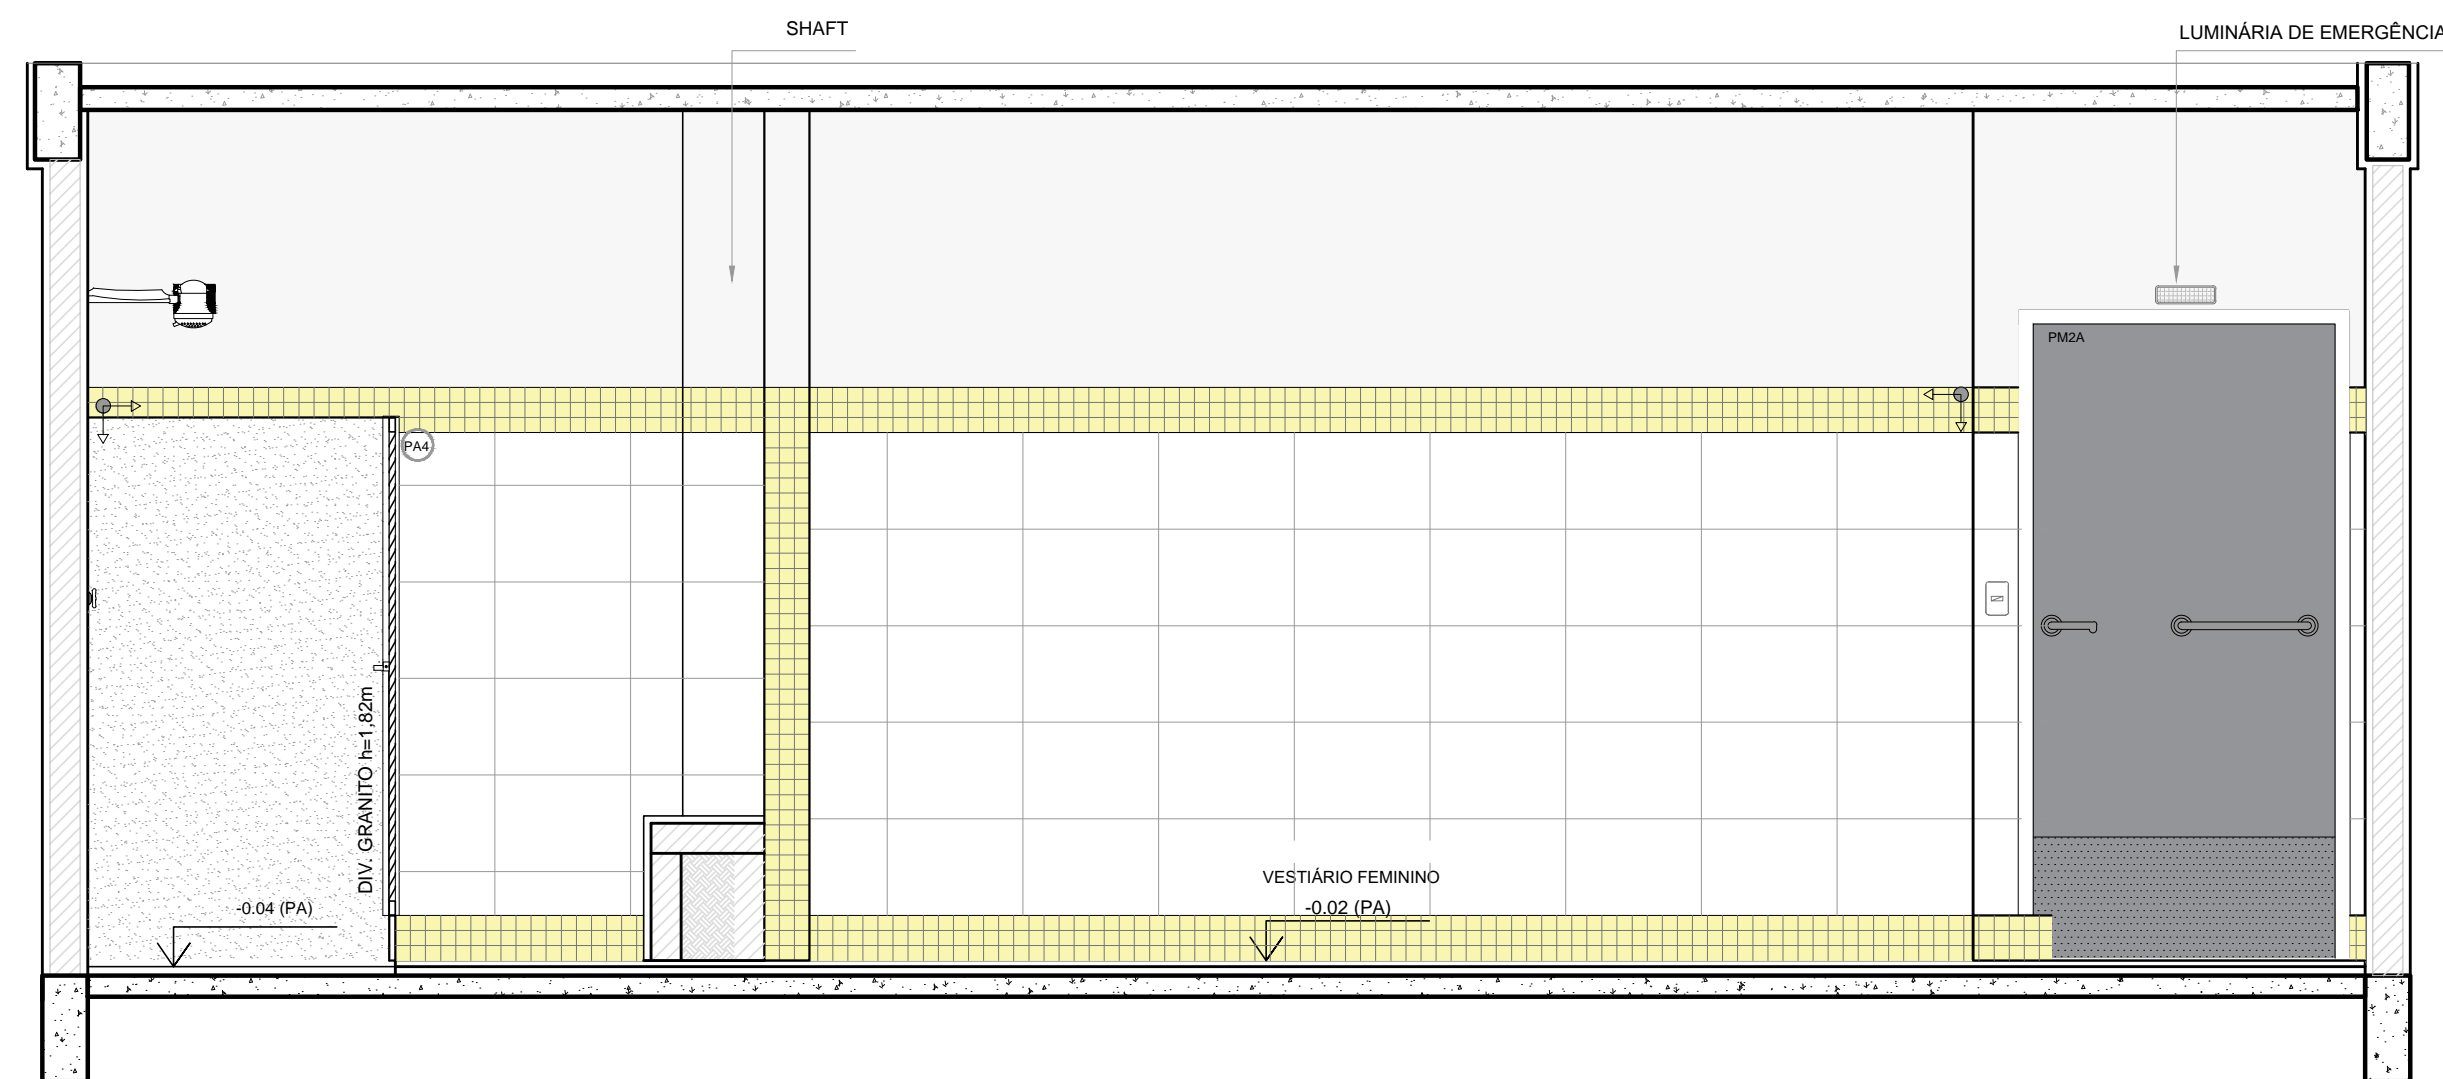 SHAFT
LUMINÁRIA DE EMERGÊNCIA
PM2A
PA4
DIV. GRANITO h=1,82m
VESTIÁRIO FEMININO
-0.04 (PA)
-0.02 (PA)